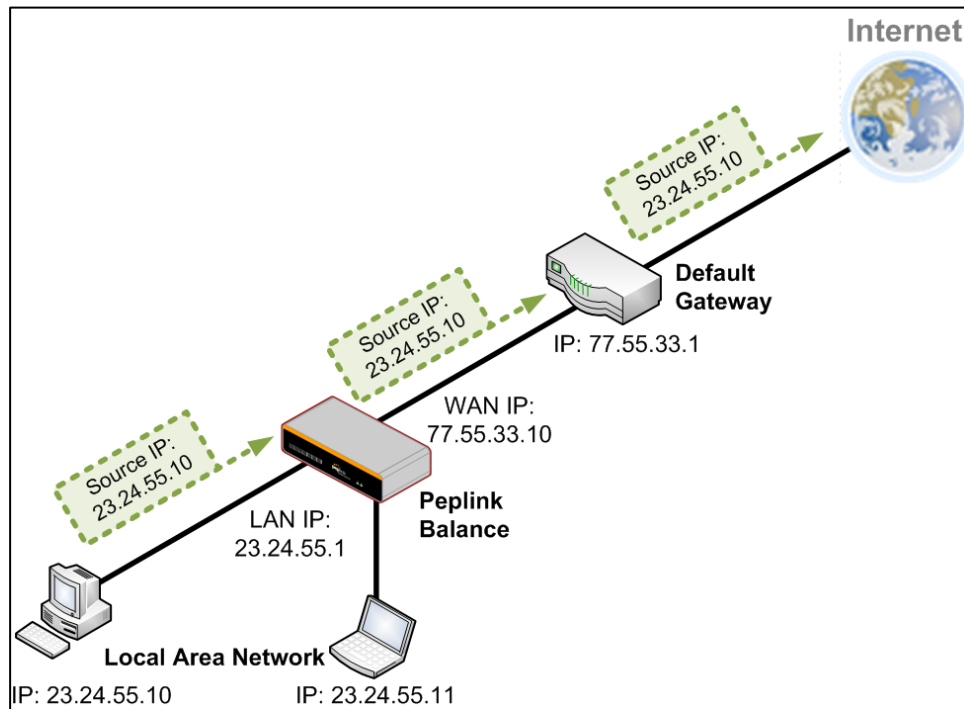 Internet
Source IP:
23.24.55.10
Default
Gateway
IP: 77.55.33.1
Source IP:
23.24.55.10
WAN IP:
77.55.33.10
Peplink
Balance
Source IP:
23.24.55.10
LAN IP:
23.24.55.1
Local Area Network
IP: 23.24.55.10
IP: 23.24.55.11